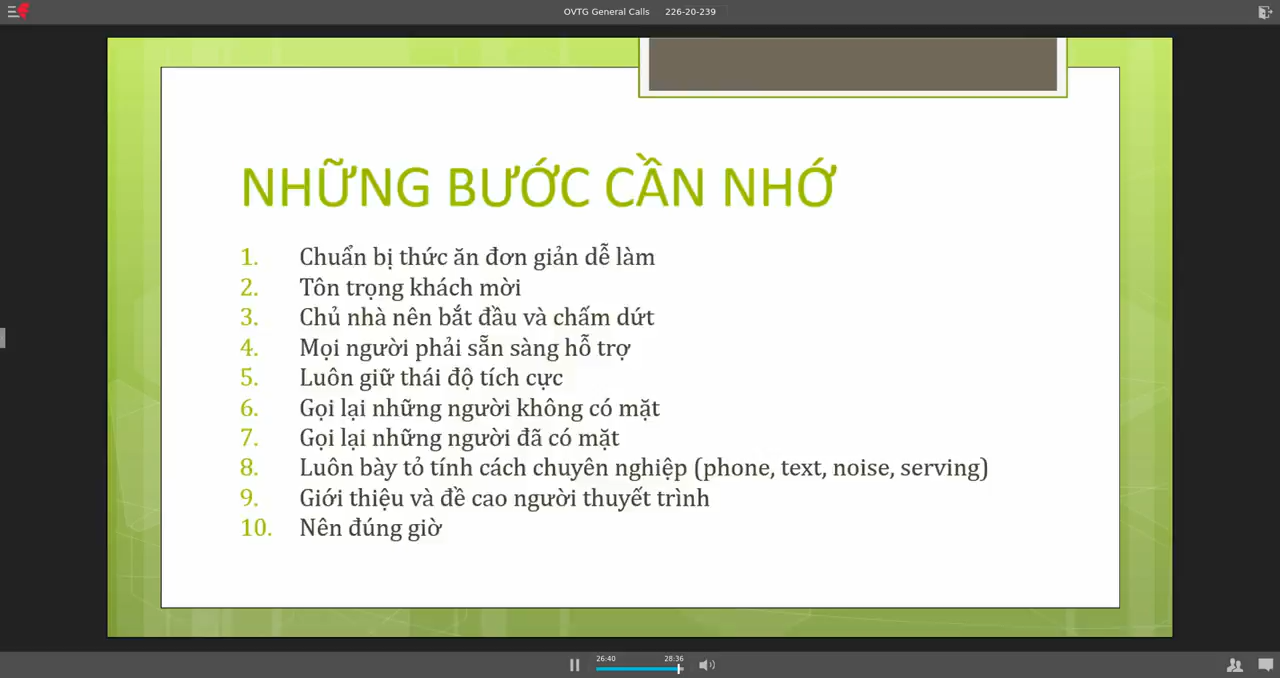 OVTG General Calls 226-20-239
NHỮNG BƯỚC CẦN NHỚ
1. Chuẩn bị thức ăn đơn giản dễ làm
2. Tôn trọng khách mời
3. Chủ nhà nên bắt đầu và chấm dứt
4. Mọi người phải sẵn sàng hỗ trợ
5. Luôn giữ thái độ tích cực
6. Gọi lại những người không có mặt
7. Gọi lại những người đã có mặt
8. Luôn bày tỏ tính cách chuyên nghiệp (phone, text, noise, serving)
9. Giới thiệu và đề cao người thuyết trình
10. Nên đúng giờ
26:40 28:36